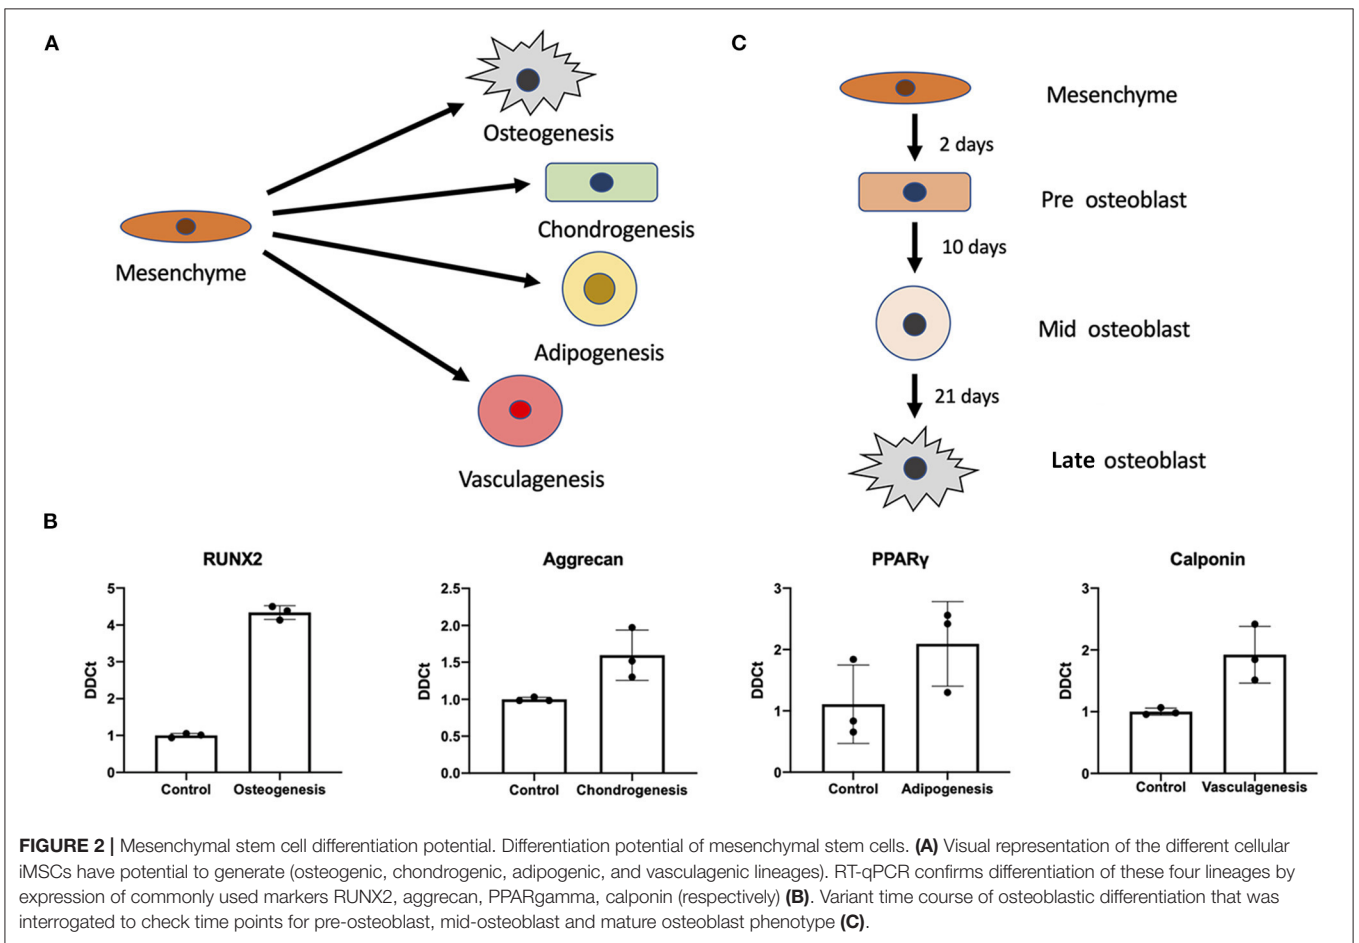 A
Osteogenesis
Chondrogenesis
Mesenchyme
Adipogenesis
Vasculagenesis
C
Mesenchyme
2 days
Pre osteoblast
10 days
Mid osteoblast
21 days
Late osteoblast
B
RUNX2
5
4
3
2
1
0
DDCt
Control Osteogenesis
Aggrecan
2.5
2.0
1.5
1.0
0.5
0.0
DDCt
Control Chondrogenesis
PPARγ
3
2
1
0
DDCt
Control Adipogenesis
Calponin
3
2
1
0
DDCt
Control Vasculagenesis
FIGURE 2 | Mesenchymal stem cell differentiation potential. Differentiation potential of mesenchymal stem cells. (A) Visual representation of the different cellular
iMSCs have potential to generate (osteogenic, chondrogenic, adipogenic, and vasculagenic lineages). RT-qPCR confirms differentiation of these four lineages by
expression of commonly used markers RUNX2, aggrecan, PPARgamma, calponin (respectively) (B). Variant time course of osteoblastic differentiation that was
interrogated to check time points for pre-osteoblast, mid-osteoblast and mature osteoblast phenotype (C).